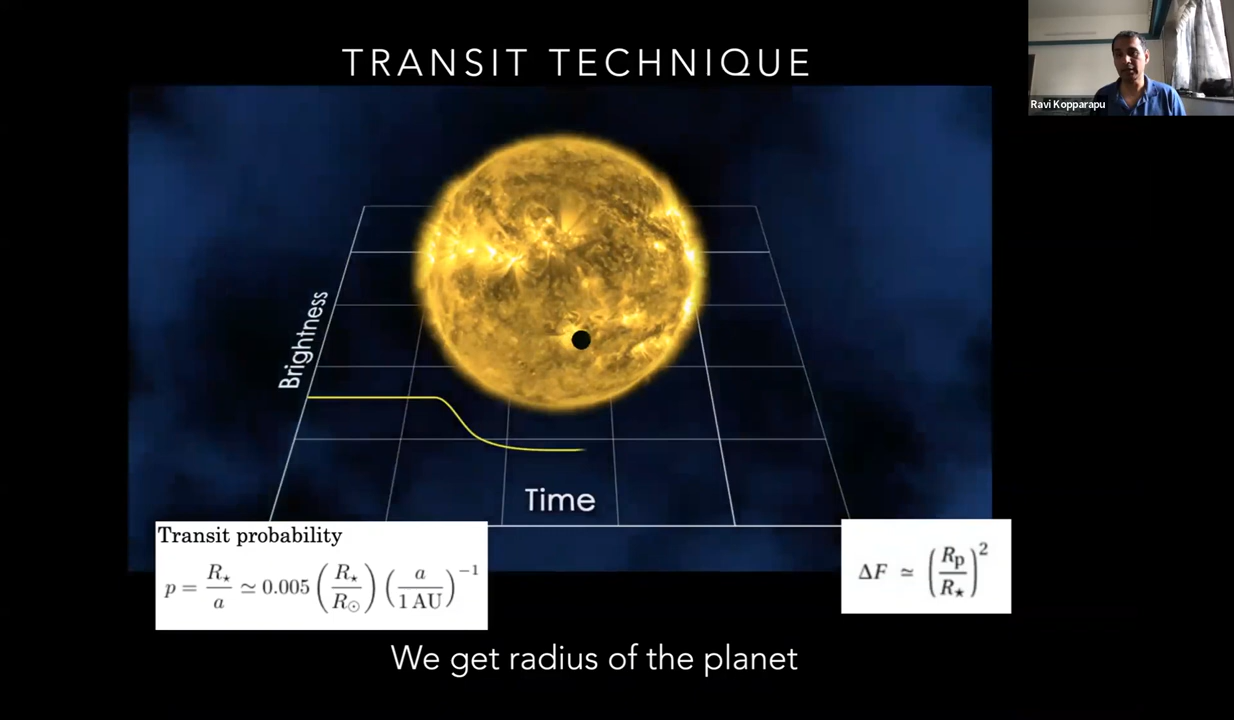 TRANSIT TECHNIQUE
Ravi Kopparapu
Brightness
Time
Transit probability
p = R⋆/a ≃ 0.005 (R⋆/R⊙) (a/1 AU)⁻¹
ΔF ≃ (Rp/R⋆)²
We get radius of the planet